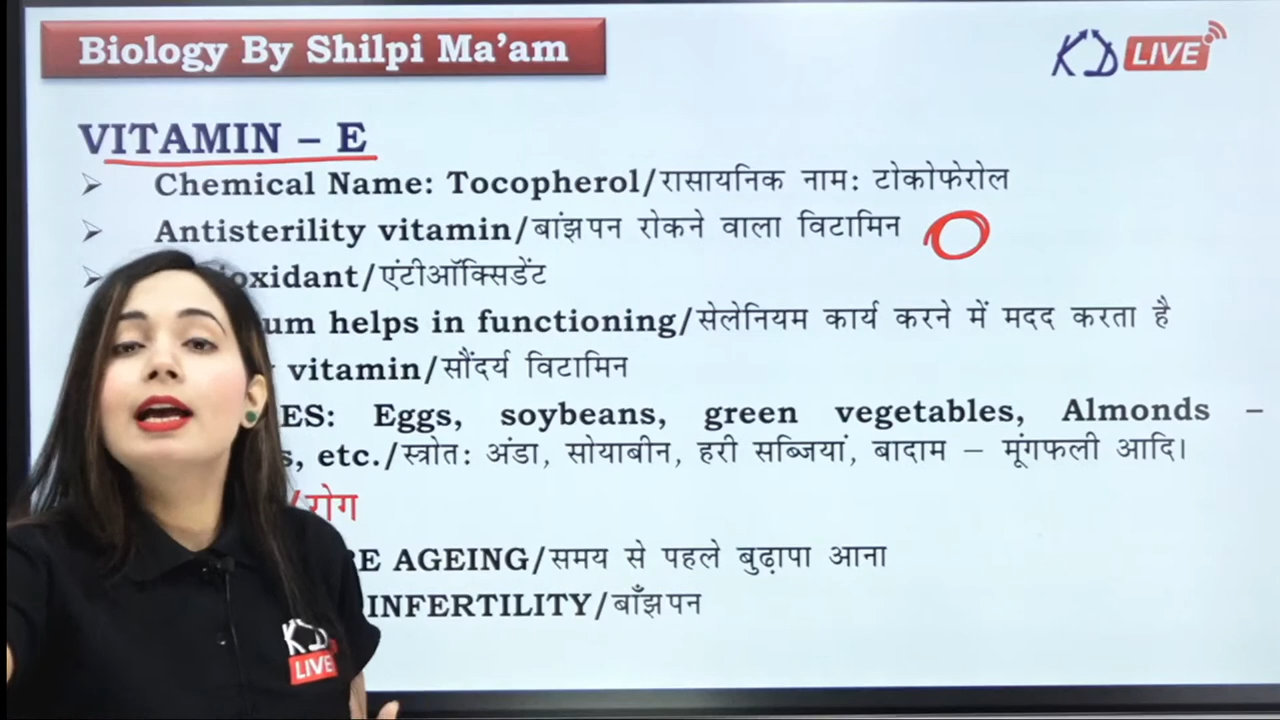 Biology By Shilpi Ma'am
KD LIVE
VITAMIN – E
Chemical Name: Tocopherol/रासायनिक नाम: टोकोफेरोल
Antisterility vitamin/बांझपन रोकने वाला विटामिन
oxidant/एंटीऑक्सिडेंट
um helps in functioning/सेलेनियम कार्य करने में मदद करता है
vitamin/सौंदर्य विटामिन
ES: Eggs, soybeans, green vegetables, Almonds –
s, etc./स्त्रोत: अंडा, सोयाबीन, हरी सब्जियां, बादाम – मूंगफली आदि।
/रोग
E AGEING/समय से पहले बुढ़ापा आना
INFERTILITY/बाँझपन
KD
LIVE